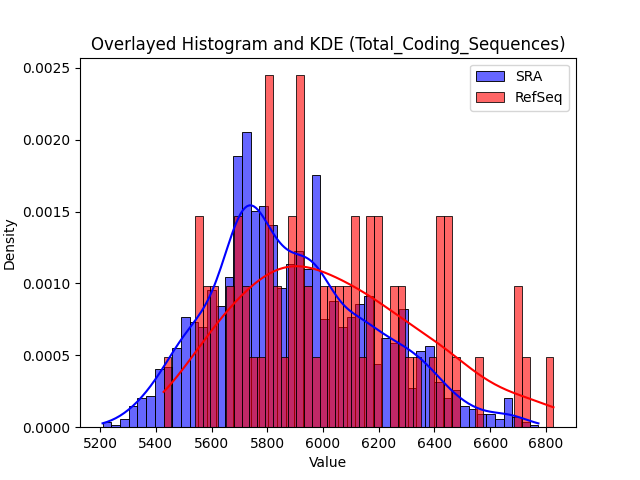 Overlayed Histogram and KDE (Total_Coding_Sequences)
SRA
RefSeq
0.0025
0.0020
0.0015
0.0010
0.0005
0.0000
Density
5200 5400 5600 5800 6000 6200 6400 6600 6800
Value